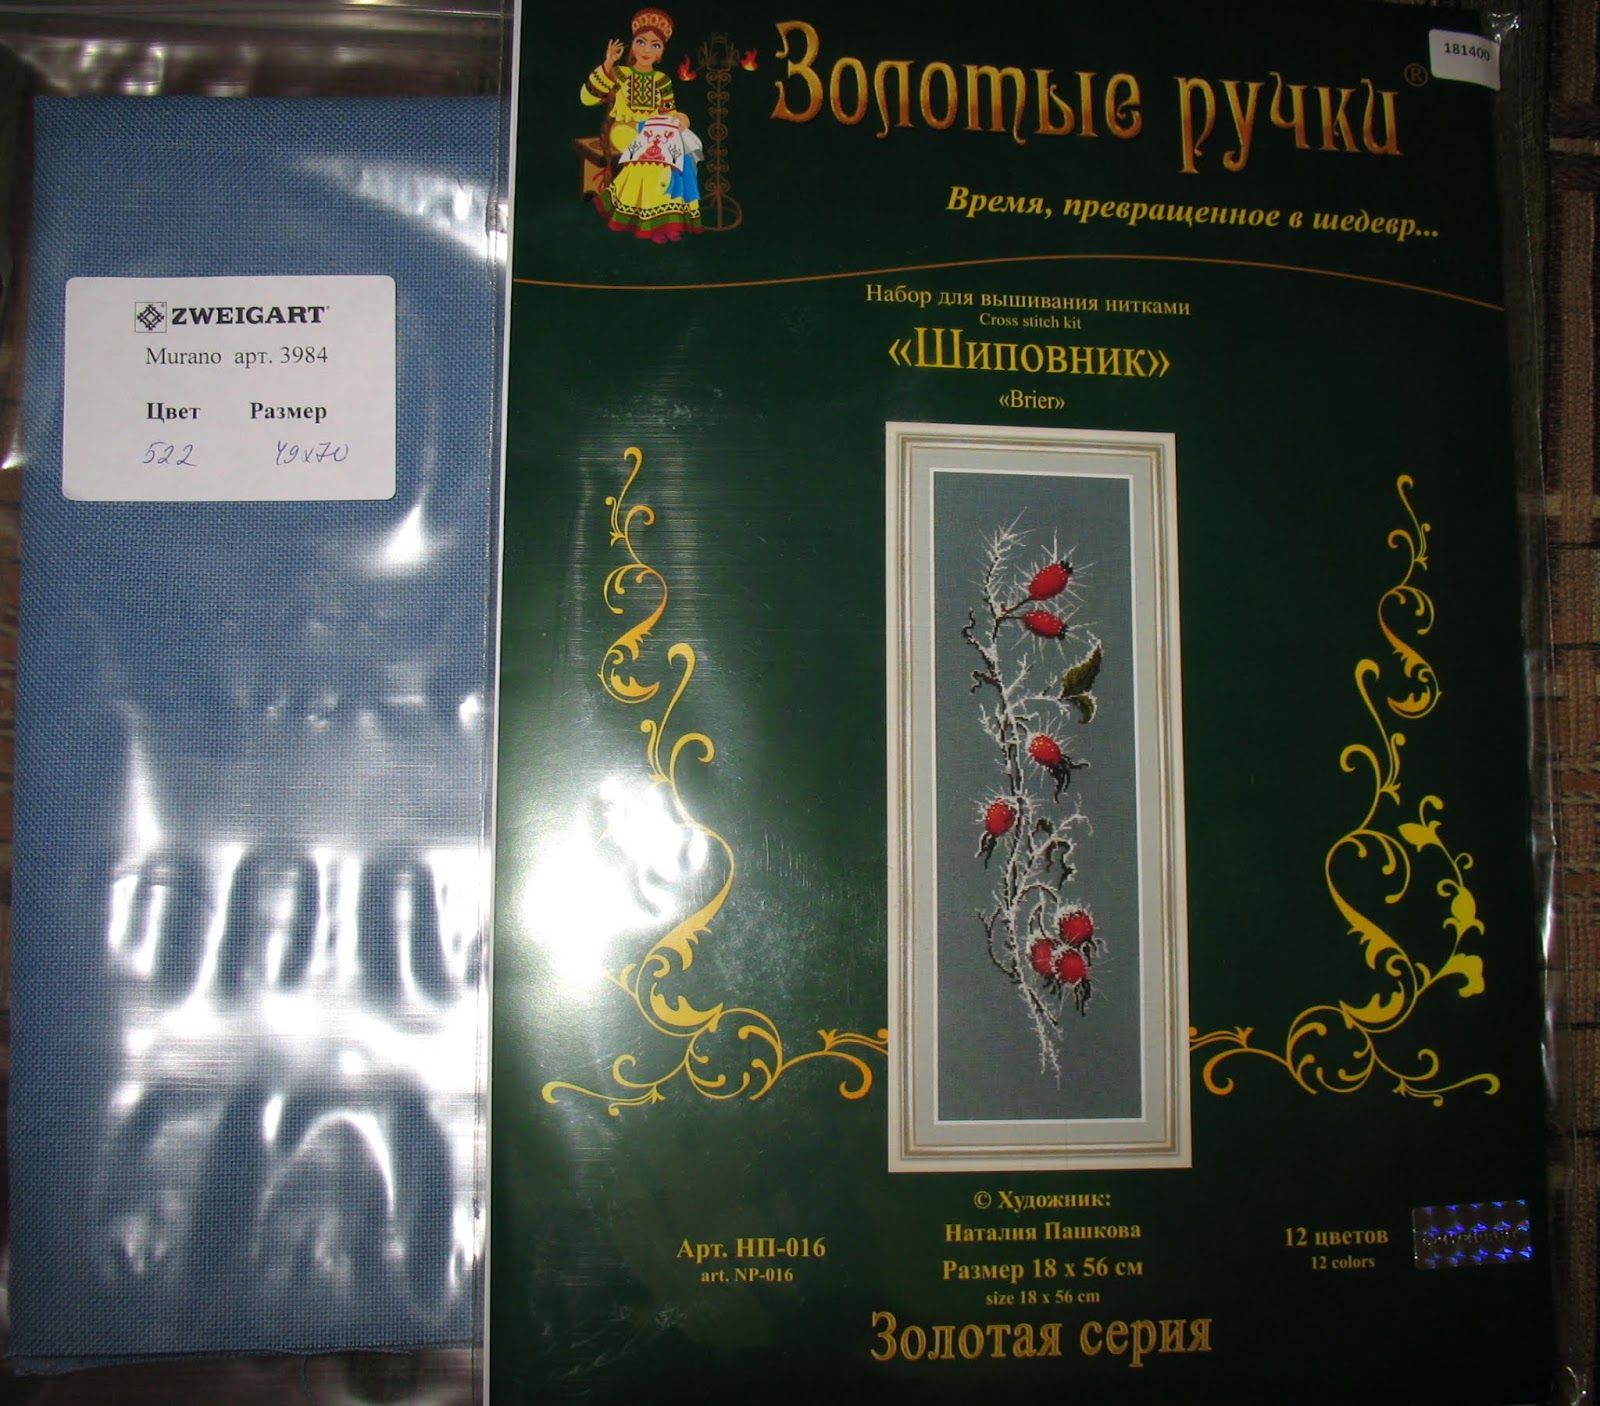 ZWEIGART
Murano арт. 3984
Цвет Размер
522 49x70
181400
Золотые ручки®
Время, превращенное в шедевр...
Набор для вышивания нитками
Cross stitch kit
«Шиповник»
«Brier»
© Художник:
Наталия Пашкова
Арт. НП-016
art. NP-016
Размер 18 х 56 см
size 18 x 56 cm
12 цветов
12 colors
Золотая серия